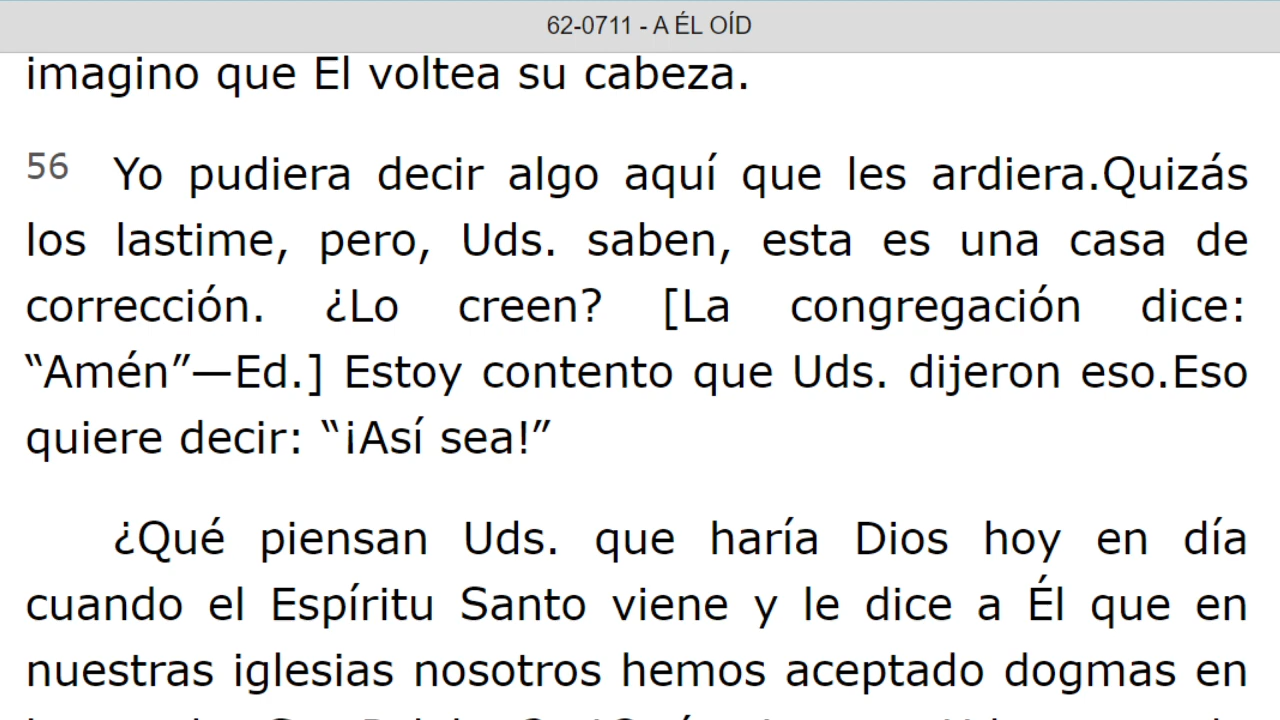 62-0711 - A ÉL OÍD
imagino que El voltea su cabeza.
56 Yo pudiera decir algo aquí que les ardiera.Quizás
los lastime, pero, Uds. saben, esta es una casa de
corrección. ¿Lo creen? [La congregación dice:
“Amén”—Ed.] Estoy contento que Uds. dijeron eso.Eso
quiere decir: “¡Así sea!”
¿Qué piensan Uds. que haría Dios hoy en día
cuando el Espíritu Santo viene y le dice a Él que en
nuestras iglesias nosotros hemos aceptado dogmas en